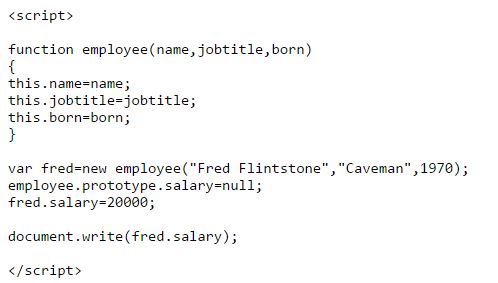 <script>
function employee(name,jobtitle,born)
{
this.name=name;
this.jobtitle=jobtitle;
this.born=born;
}
var fred=new employee("Fred Flintstone","Caveman",1970);
employee.prototype.salary=null;
fred.salary=20000;
document.write(fred.salary);
</script>